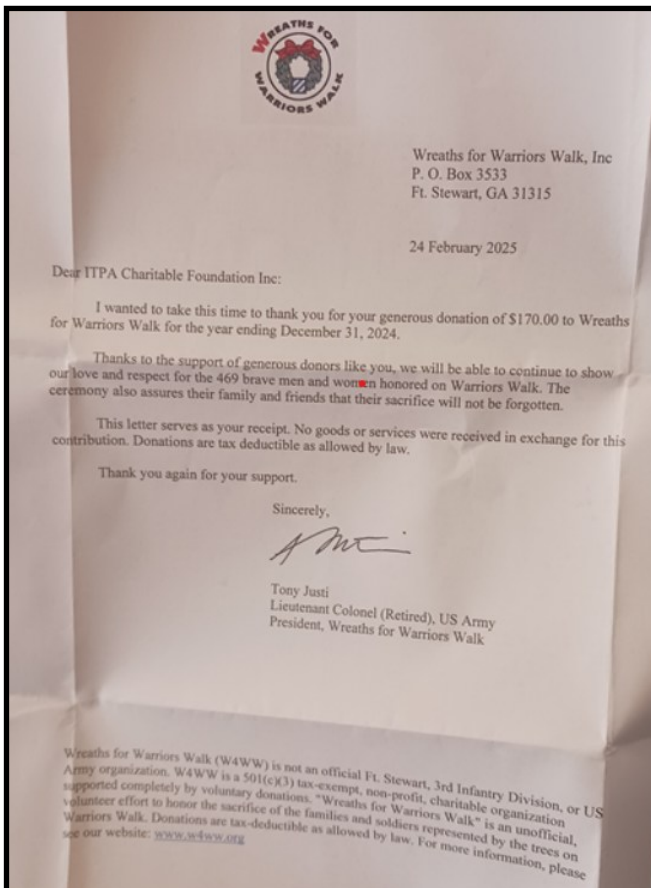 WREATHS FOR
WARRIORS WALK
Wreaths for Warriors Walk, Inc
P. O. Box 3533
Ft. Stewart, GA 31315
24 February 2025
Dear ITPA Charitable Foundation Inc:
I wanted to take this time to thank you for your generous donation of $170.00 to Wreaths
for Warriors Walk for the year ending December 31, 2024.
Thanks to the support of generous donors like you, we will be able to continue to show
our love and respect for the 469 brave men and women honored on Warriors Walk. The
ceremony also assures their family and friends that their sacrifice will not be forgotten.
This letter serves as your receipt. No goods or services were received in exchange for this
contribution. Donations are tax deductible as allowed by law.
Thank you again for your support.
Sincerely,
Tony Justi
Lieutenant Colonel (Retired), US Army
President, Wreaths for Warriors Walk
Wreaths for Warriors Walk (W4WW) is not an official Ft. Stewart, 3rd Infantry Division, or US
Army organization. W4WW is a 501(c)(3) tax-exempt, non-profit, charitable organization
supported completely by voluntary donations. "Wreaths for Warriors Walk" is an unofficial,
volunteer effort to honor the sacrifice of the families and soldiers represented by the trees on
Warriors Walk. Donations are tax-deductible as allowed by law. For more information, please
see our website: www.w4ww.org